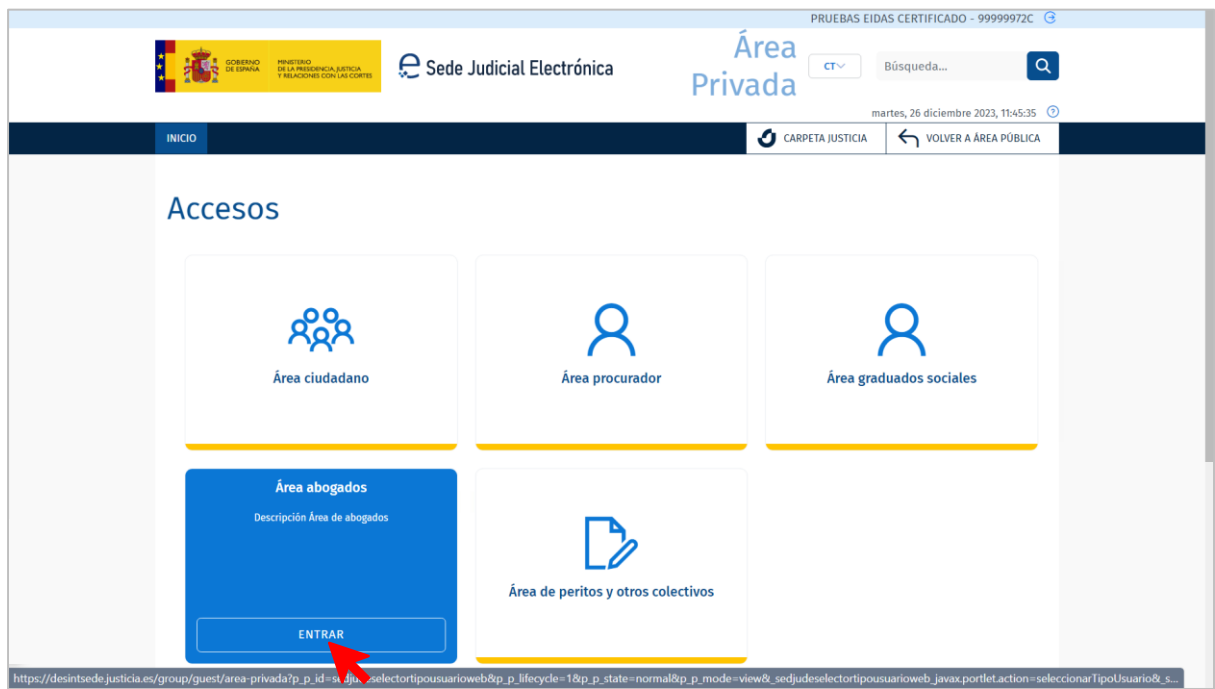 PRUEBAS EIDAS CERTIFICADO - 99999972C
GOBIERNO
DE ESPAÑA
MINISTERIO
DE LA PRESIDENCIA, JUSTICIA
Y RELACIONES CON LAS CORTES
Sede Judicial Electrónica
Área
Privada
CT
Búsqueda...
martes, 26 diciembre 2023, 11:45:35
INICIO
CARPETA JUSTICIA
VOLVER A ÁREA PÚBLICA
Accesos
Área ciudadano
Área procurador
Área graduados sociales
Área abogados
Descripción Área de abogados
ENTRAR
Área de peritos y otros colectivos
https://desintsede.justicia.es/group/guest/area-privada?p_p_id=sedjudeselectortipousuarioweb&p_p_lifecycle=1&p_p_state=normal&p_p_mode=view&_sedjudeselectortipousuarioweb_javax.portlet.action=seleccionarTipoUsuario&_s...